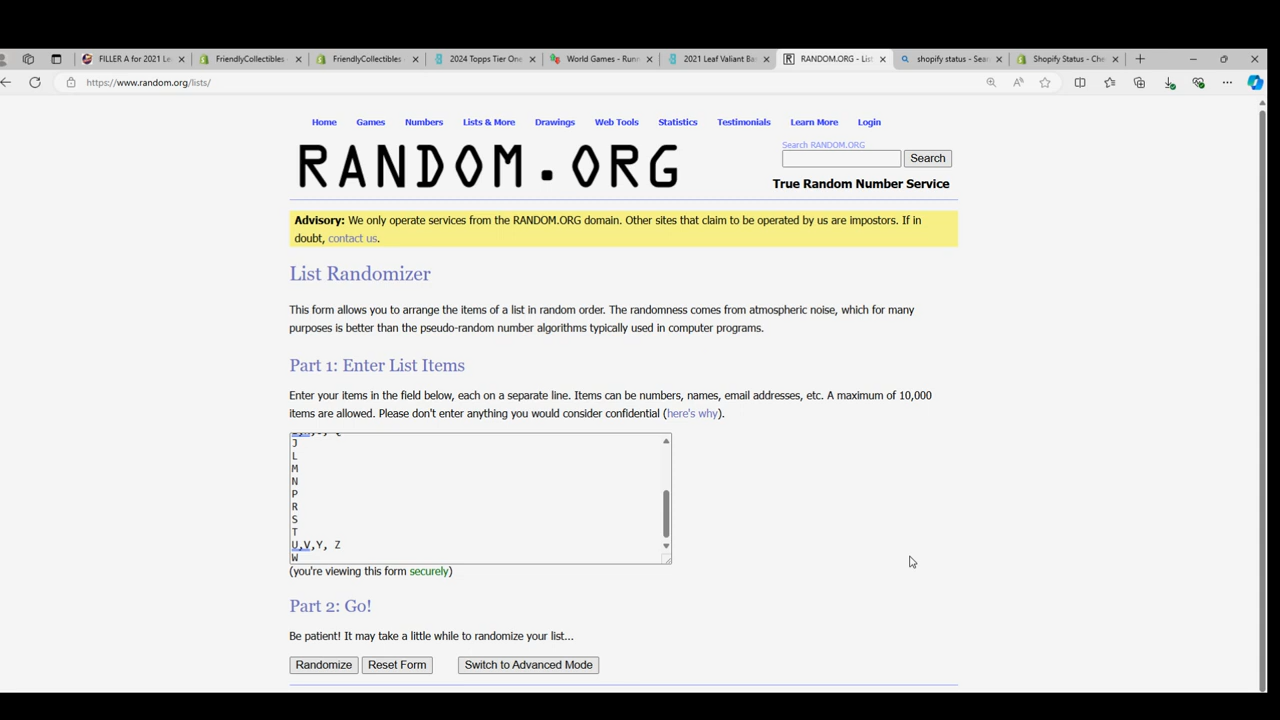 FILLER A for 2021 Le
FriendlyCollectibles
FriendlyCollectibles
2024 Topps Tier One
World Games - Runn
2021 Leaf Valiant Ba
RANDOM.ORG - List
shopify status - Sea
Shopify Status - Che
https://www.random.org/lists/
Home Games Numbers Lists & More Drawings Web Tools Statistics Testimonials Learn More Login
RANDOM.ORG
Search RANDOM.ORG
Search
True Random Number Service
Advisory: We only operate services from the RANDOM.ORG domain. Other sites that claim to be operated by us are impostors. If in
doubt, contact us.
List Randomizer
This form allows you to arrange the items of a list in random order. The randomness comes from atmospheric noise, which for many
purposes is better than the pseudo-random number algorithms typically used in computer programs.
Part 1: Enter List Items
Enter your items in the field below, each on a separate line. Items can be numbers, names, email addresses, etc. A maximum of 10,000
items are allowed. Please don't enter anything you would consider confidential (here's why).
J
L
M
N
P
R
S
T
U,V,Y, Z
W
(you're viewing this form securely)
Part 2: Go!
Be patient! It may take a little while to randomize your list...
Randomize Reset Form Switch to Advanced Mode